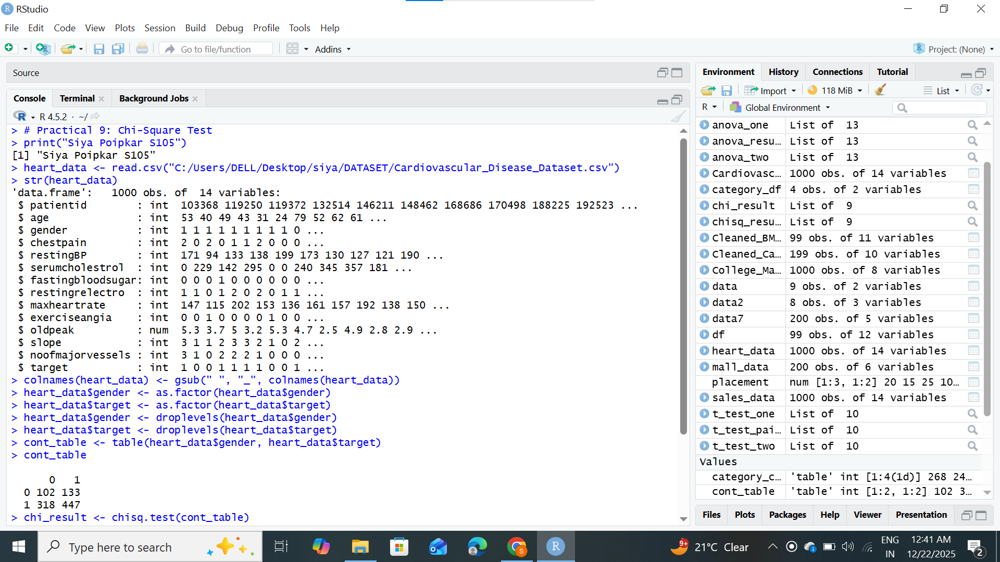 RStudio
File Edit Code View Plots Session Build Debug Profile Tools Help
Go to file/function Addins Project: (None)
Source
Console Terminal Background Jobs
R 4.5.2 · ~/
> # Practical 9: Chi-Square Test
> print("Siya Poipkar S105")
[1] "Siya Poipkar S105"
> heart_data <- read.csv("C:/Users/DELL/Desktop/siya/DATASET/Cardiovascular_Disease_Dataset.csv")
> str(heart_data)
'data.frame':   1000 obs. of  14 variables:
 $ patientid        : int  103368 119250 119372 132514 146211 148462 168686 170498 188225 192523 ...
 $ age              : int  53 40 49 43 31 24 79 52 62 61 ...
 $ gender           : int  1 1 1 1 1 1 1 1 1 0 ...
 $ chestpain        : int  2 0 2 0 1 1 2 0 0 0 ...
 $ restingBP        : int  171 94 133 138 199 173 130 127 121 190 ...
 $ serumcholestrol  : int  0 229 142 295 0 0 240 345 357 181 ...
 $ fastingbloodsugar: int  0 0 0 1 0 0 0 0 0 0 ...
 $ restingrelectro  : int  1 1 0 1 2 0 2 0 1 1 ...
 $ maxheartrate     : int  147 115 202 153 136 161 157 192 138 150 ...
 $ exerciseangia    : int  0 0 1 0 0 0 0 1 0 0 ...
 $ oldpeak          : num  5.3 3.7 5 3.2 5.3 4.7 2.5 4.9 2.8 2.9 ...
 $ slope            : int  3 1 1 2 3 3 2 1 0 2 ...
 $ noofmajorvessels : int  3 1 0 2 2 2 1 0 0 0 ...
 $ target           : int  1 0 0 1 1 1 1 0 0 1 ...
> colnames(heart_data) <- gsub(" ", "_", colnames(heart_data))
> heart_data$gender <- as.factor(heart_data$gender)
> heart_data$target <- as.factor(heart_data$target)
> heart_data$gender <- droplevels(heart_data$gender)
> heart_data$target <- droplevels(heart_data$target)
> cont_table <- table(heart_data$gender, heart_data$target)
> cont_table
      0   1
  0 102 133
  1 318 447
> chi_result <- chisq.test(cont_table)
Environment History Connections Tutorial
Import 118 MiB List
R Global Environment
anova_one List of 13
anova_resu... List of 13
anova_two List of 13
Cardiovasc... 1000 obs. of 14 variables
category_df 4 obs. of 2 variables
chi_result List of 9
chisq_resu... List of 9
Cleaned_BM... 99 obs. of 11 variables
Cleaned_Ca... 199 obs. of 10 variables
College_Ma... 1000 obs. of 8 variables
data 9 obs. of 2 variables
data2 8 obs. of 3 variables
data7 200 obs. of 5 variables
df 99 obs. of 12 variables
heart_data 1000 obs. of 14 variables
mall_data 200 obs. of 6 variables
placement num [1:3, 1:2] 20 15 25 10...
sales_data 1000 obs. of 14 variables
t_test_one List of 10
t_test_pai... List of 10
t_test_two List of 10
Values
category_c... 'table' int [1:4(1d)] 268 24...
cont_table 'table' int [1:2, 1:2] 102 3...
Files Plots Packages Help Viewer Presentation
Type here to search
9+ 21°C Clear
ENG
IN
12:41 AM
12/22/2025
2